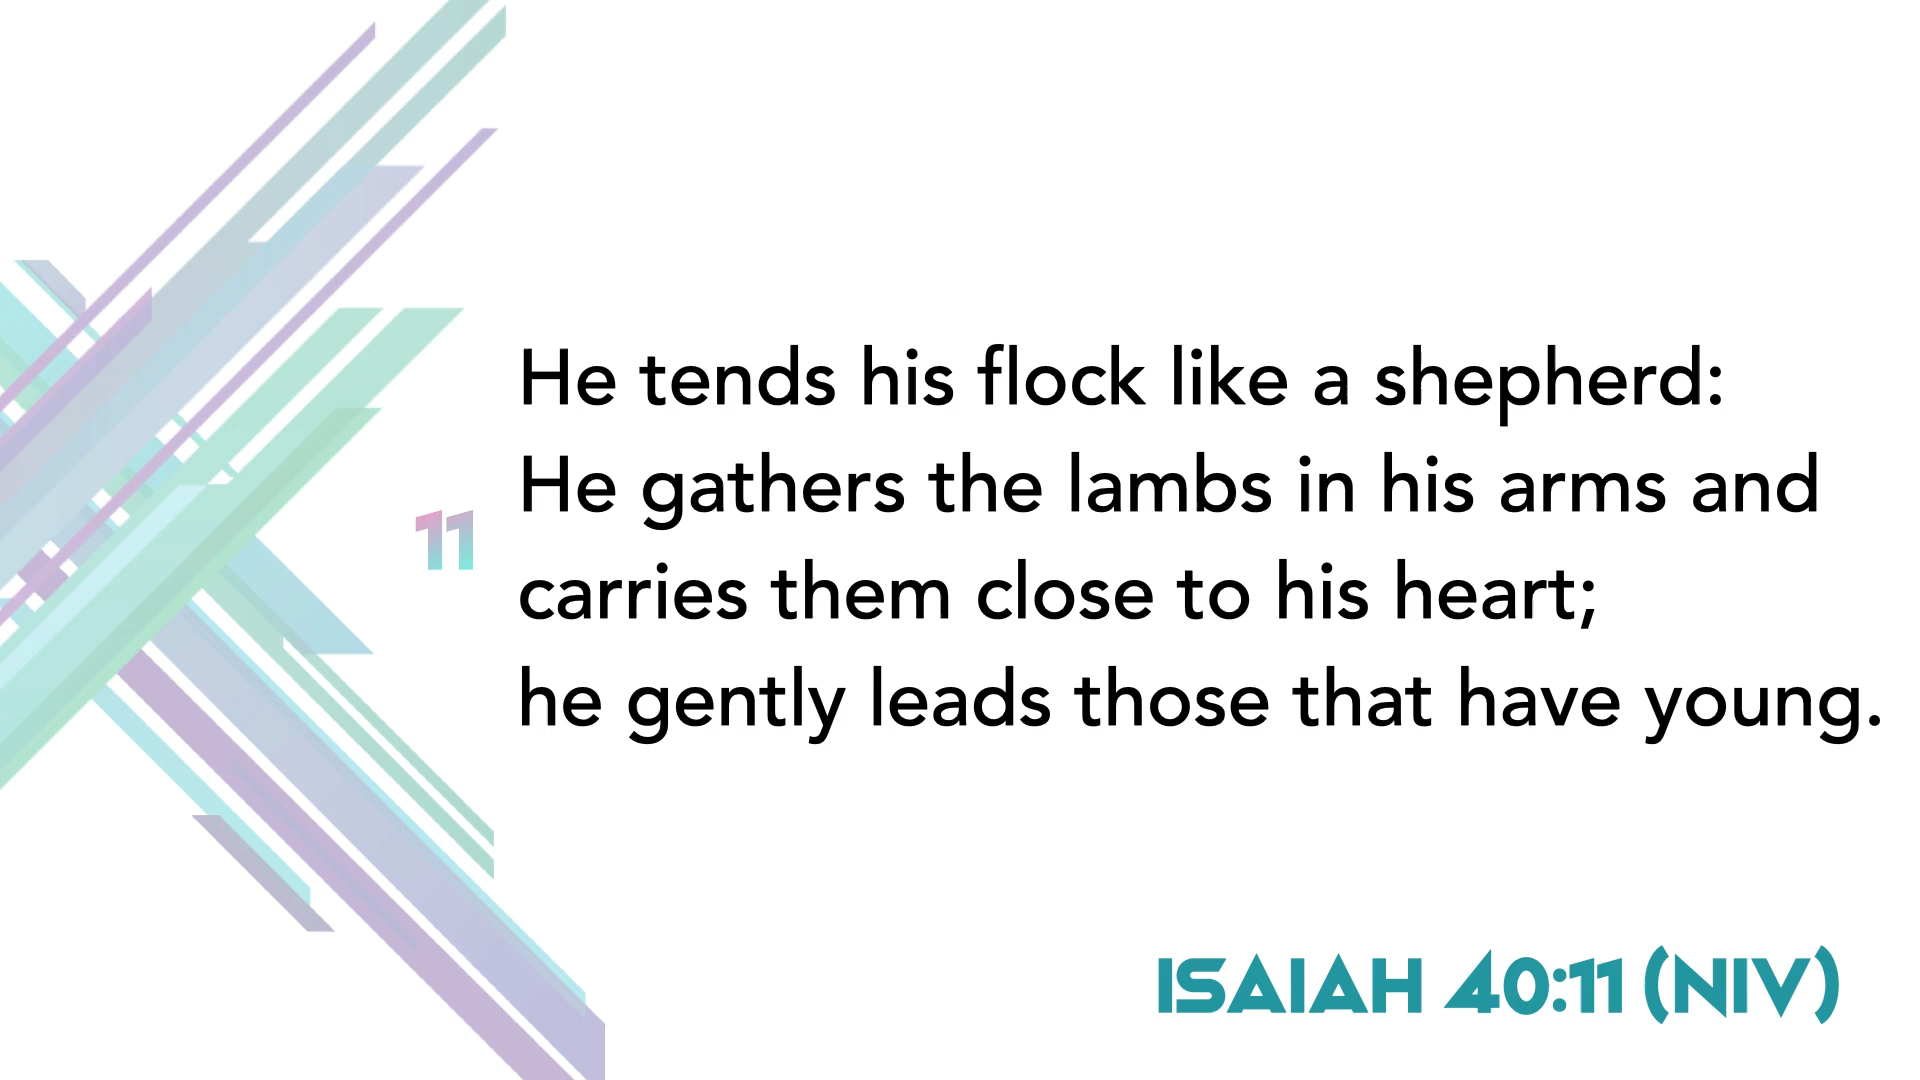 He tends his flock like a shepherd:
He gathers the lambs in his arms and
11
carries them close to his heart;
he gently leads those that have young.
ISAIAH 40:11 (NIV)